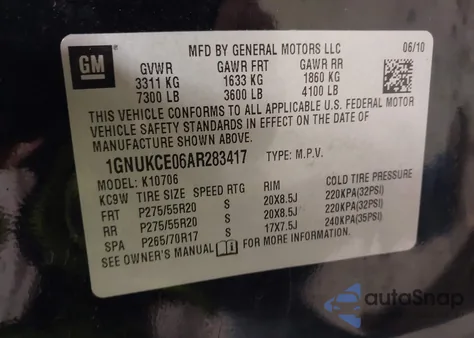 GM
MFD BY GENERAL MOTORS LLC 06/10
GVWR GAWR FRT GAWR RR
3311 KG 1633 KG 1860 KG
7300 LB 3600 LB 4100 LB
THIS VEHICLE CONFORMS TO ALL APPLICABLE U.S. FEDERAL MOTOR
VEHICLE SAFETY STANDARDS IN EFFECT ON THE DATE OF
MANUFACTURE SHOWN ABOVE.
1GNUKCE06AR283417 TYPE: M.P.V.
MODEL: K10706
KC9W TIRE SIZE SPEED RTG RIM COLD TIRE PRESSURE
FRT P275/55R20 S 20X8.5J 220KPA(32PSI)
RR P275/55R20 S 20X8.5J 220KPA(32PSI)
SPA P265/70R17 S 17X7.5J 240KPA(35PSI)
SEE OWNER'S MANUAL FOR MORE INFORMATION.
autoSnap